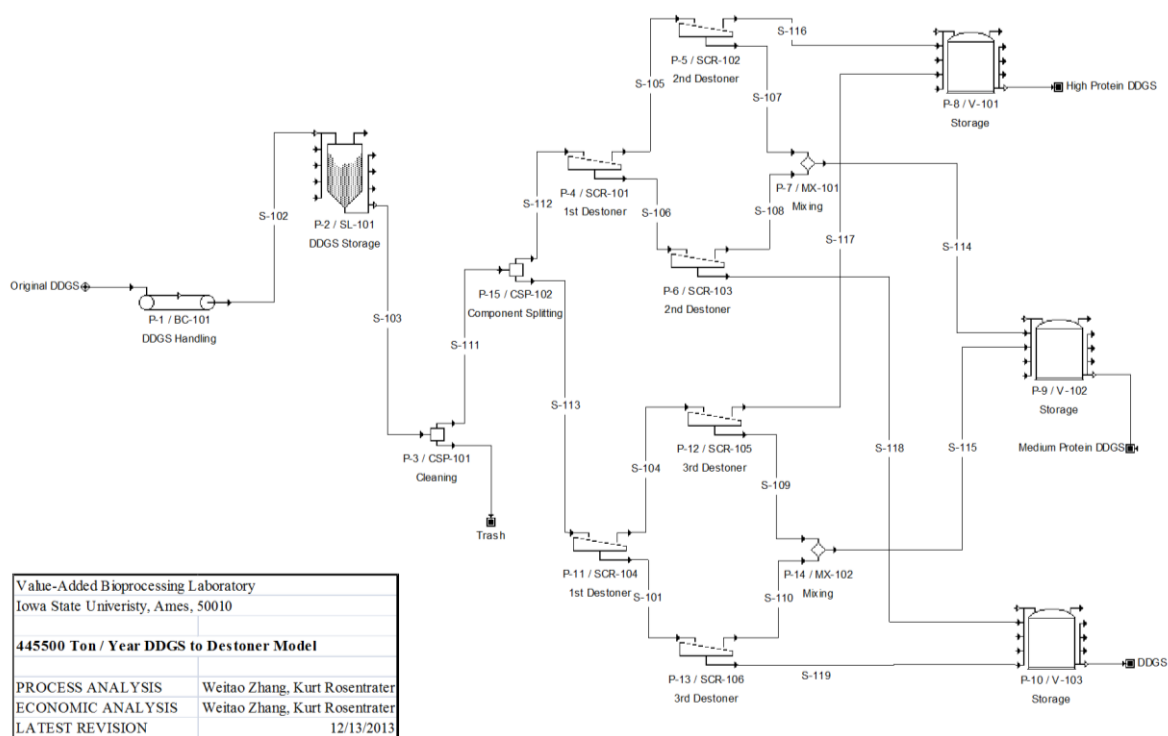 S-116
P-5 / SCR-102
2nd Destoner
S-105
S-107
High Protein DDGS
P-8 / V-101
Storage
P-4 / SCR-101
1st Destoner
P-7 / MX-101
Mixing
S-112
S-106
S-108
S-102
P-2 / SL-101
DDGS Storage
S-117
S-114
P-6 / SCR-103
2nd Destoner
Original DDGS
P-1 / BC-101
DDGS Handling
P-15 / CSP-102
Component Splitting
S-103
S-111
P-9 / V-102
Storage
S-113
P-12 / SCR-105
3rd Destoner
S-118
S-115
Medium Protein DDGS
P-3 / CSP-101
Cleaning
S-104
S-109
Trash
P-11 / SCR-104
1st Destoner
P-14 / MX-102
Mixing
S-101
S-110
P-13 / SCR-106
3rd Destoner
S-119
DDGS
P-10 / V-103
Storage
Value-Added Bioprocessing Laboratory
Iowa State Univeristy, Ames, 50010
445500 Ton / Year DDGS to Destoner Model
PROCESS ANALYSIS Weitao Zhang, Kurt Rosentrater
ECONOMIC ANALYSIS Weitao Zhang, Kurt Rosentrater
LATEST REVISION 12/13/2013